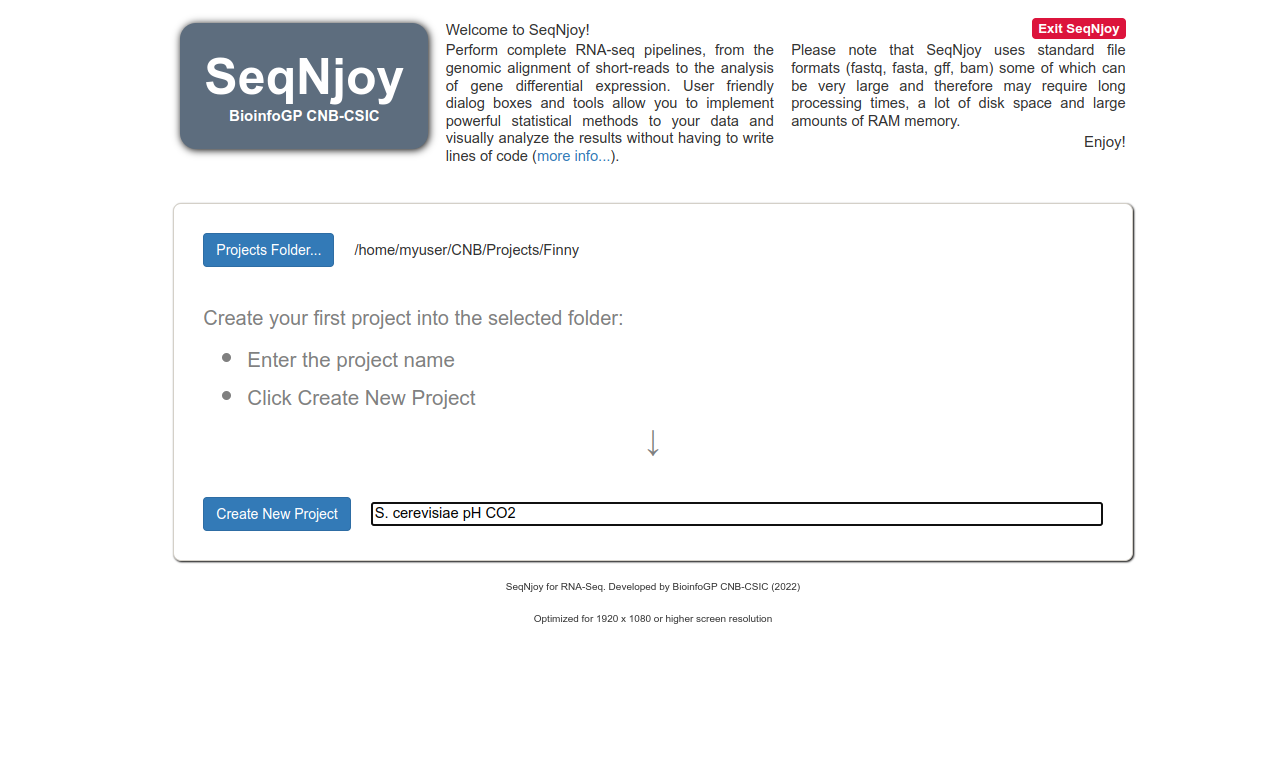 SeqNjoy
BioinfoGP CNB-CSIC
Welcome to SeqNjoy!
Perform complete RNA-seq pipelines, from the
genomic alignment of short-reads to the analysis
of gene differential expression. User friendly
dialog boxes and tools allow you to implement
powerful statistical methods to your data and
visually analyze the results without having to write
lines of code (more info...).
Exit SeqNjoy
Please note that SeqNjoy uses standard file
formats (fastq, fasta, gff, bam) some of which can
be very large and therefore may require long
processing times, a lot of disk space and large
amounts of RAM memory.
Enjoy!
Projects Folder... /home/myuser/CNB/Projects/Finny
Create your first project into the selected folder:
• Enter the project name
• Click Create New Project
↓
Create New Project S. cerevisiae pH CO2
SeqNjoy for RNA-Seq. Developed by BioinfoGP CNB-CSIC (2022)
Optimized for 1920 x 1080 or higher screen resolution